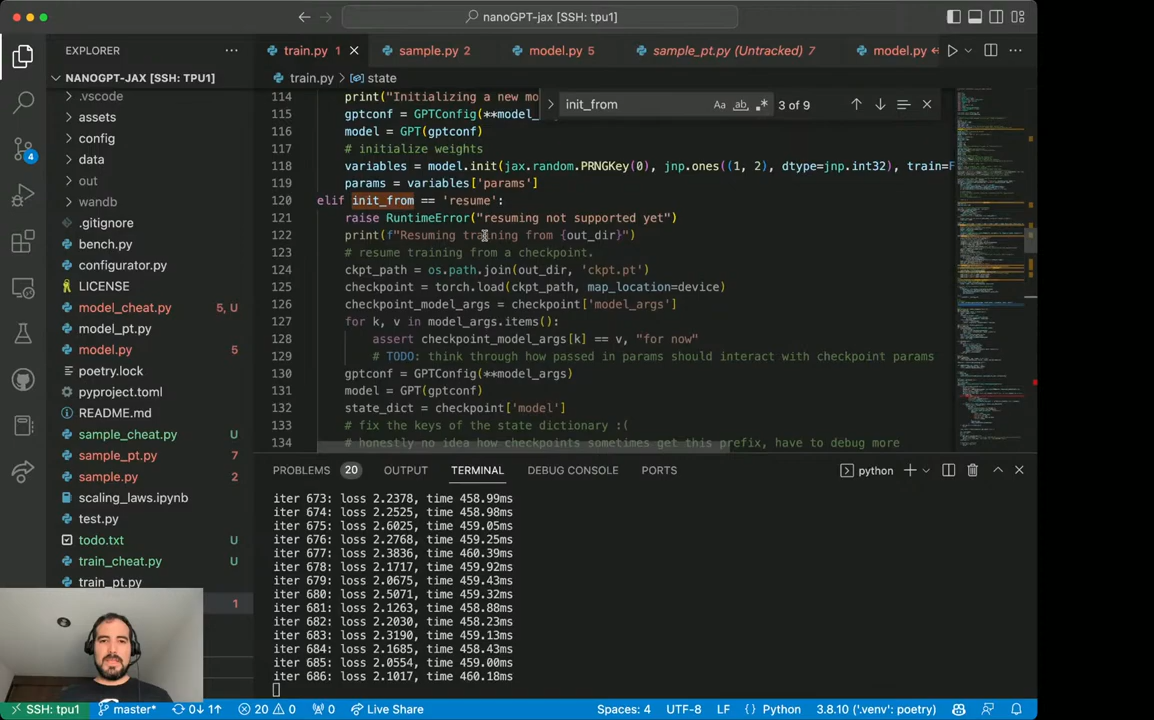 nanoGPT-jax [SSH: tpu1]
EXPLORER
train.py 1
sample.py 2
model.py 5
sample_pt.py (Untracked) 7
model.py
NANOGPT-JAX [SSH: TPU1]
.vscode
assets
config
data
out
wandb
.gitignore
bench.py
configurator.py
LICENSE
model_cheat.py 5, U
model_pt.py
model.py 5
poetry.lock
pyproject.toml
README.md
sample_cheat.py U
sample_pt.py 7
sample.py 2
scaling_laws.ipynb
test.py
todo.txt U
train_cheat.py U
train_pt.py
1
4
train.py > state
init_from
Aa ab
3 of 9
114 print("Initializing a new mo
115 gptconf = GPTConfig(**model_
116 model = GPT(gptconf)
117 # initialize weights
118 variables = model.init(jax.random.PRNGKey(0), jnp.ones((1, 2), dtype=jnp.int32), train=F
119 params = variables['params']
120 elif init_from == 'resume':
121 raise RuntimeError("resuming not supported yet")
122 print(f"Resuming training from {out_dir}")
123 # resume training from a checkpoint.
124 ckpt_path = os.path.join(out_dir, 'ckpt.pt')
125 checkpoint = torch.load(ckpt_path, map_location=device)
126 checkpoint_model_args = checkpoint['model_args']
127 for k, v in model_args.items():
128 assert checkpoint_model_args[k] == v, "for now"
129 # TODO: think through how passed in params should interact with checkpoint params
130 gptconf = GPTConfig(**model_args)
131 model = GPT(gptconf)
132 state_dict = checkpoint['model']
133 # fix the keys of the state dictionary :(
134 # honestly no idea how checkpoints sometimes get this prefix, have to debug more
PROBLEMS 20 OUTPUT TERMINAL DEBUG CONSOLE PORTS
python
iter 673: loss 2.2378, time 458.99ms
iter 674: loss 2.2525, time 458.98ms
iter 675: loss 2.6025, time 459.05ms
iter 676: loss 2.2768, time 459.25ms
iter 677: loss 2.3836, time 460.39ms
iter 678: loss 2.1717, time 459.92ms
iter 679: loss 2.0675, time 459.43ms
iter 680: loss 2.5071, time 459.32ms
iter 681: loss 2.1263, time 458.88ms
iter 682: loss 2.2030, time 458.23ms
iter 683: loss 2.3190, time 459.13ms
iter 684: loss 2.1685, time 458.43ms
iter 685: loss 2.0554, time 459.00ms
iter 686: loss 2.1017, time 460.18ms
SSH: tpu1
master*
0↓ 1↑
20
0
0
Live Share
Spaces: 4
UTF-8
LF
{ } Python
3.8.10 ('.venv': poetry)